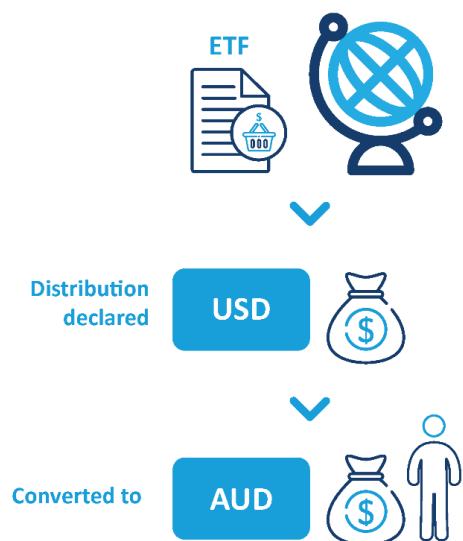 ETF
$
Distribution
declared
USD
$
Converted to
AUD
$